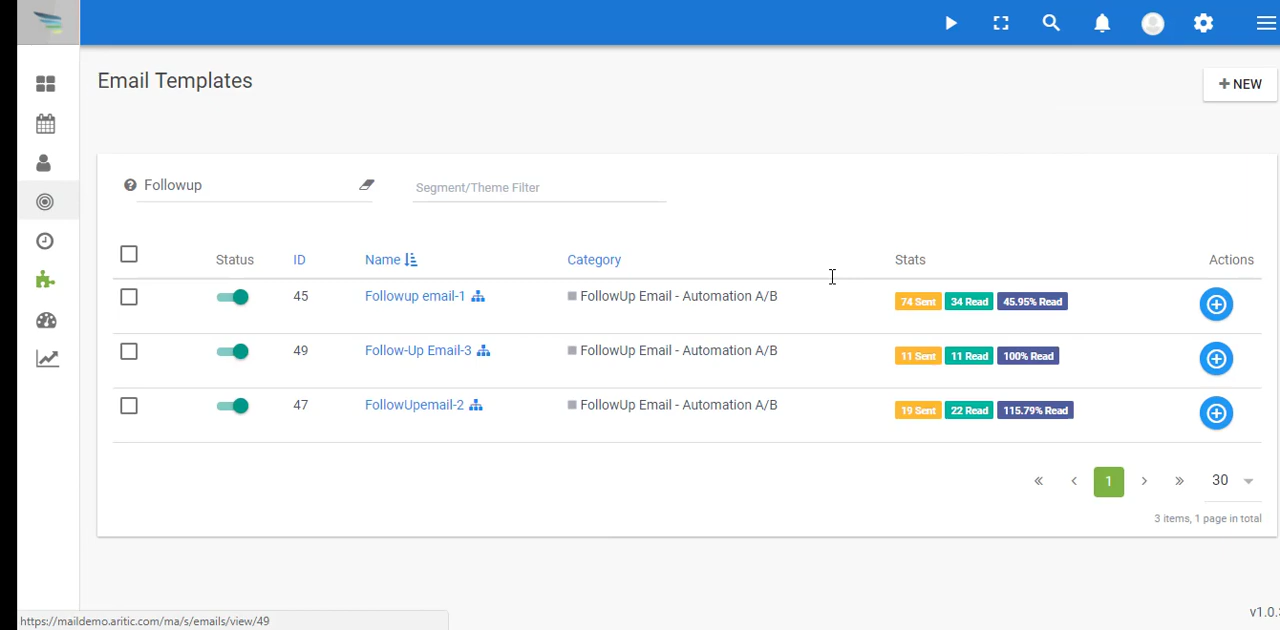 Email Templates
+ NEW
Followup
Segment/Theme Filter
Status ID Name Category Stats Actions
45 Followup email-1 FollowUp Email - Automation A/B 74 Sent 34 Read 45.95% Read
49 Follow-Up Email-3 FollowUp Email - Automation A/B 11 Sent 11 Read 100% Read
47 FollowUpemail-2 FollowUp Email - Automation A/B 19 Sent 22 Read 115.79% Read
« ‹ 1 › » 30
3 items, 1 page in total
https://maildemo.aritic.com/ma/s/emails/view/49
v1.0.